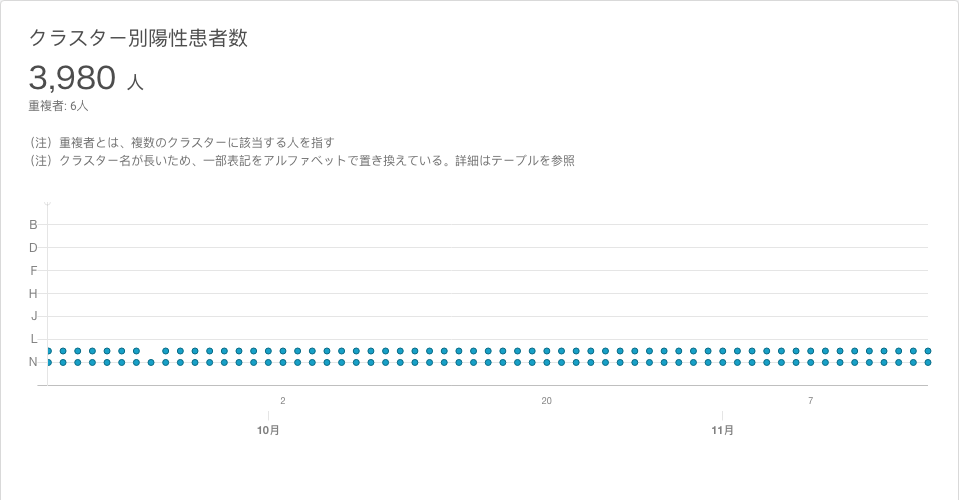 クラスター別陽性患者数
3,980 人
重複者: 6人
（注）重複者とは、複数のクラスターに該当する人を指す
（注）クラスター名が長いため、一部表記をアルファベットで置き換えている。詳細はテーブルを参照
B
D
F
H
J
L
N
2 20 7
10月 11月